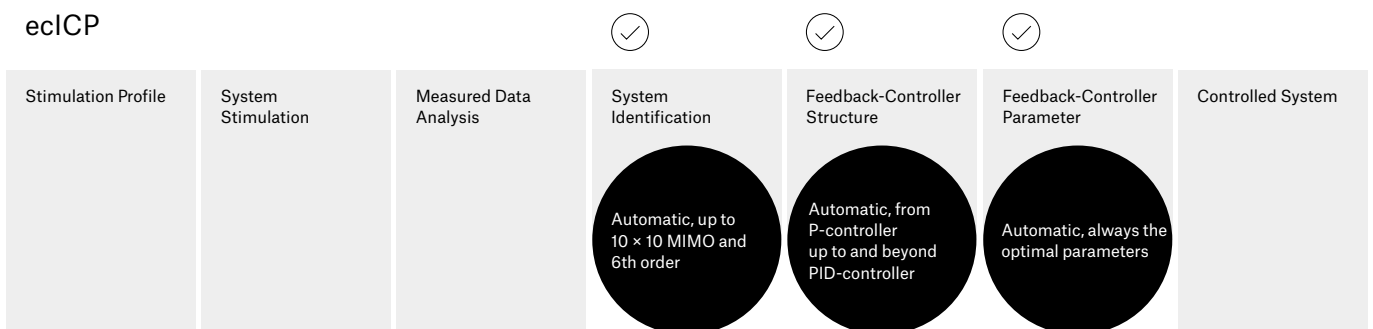 ecICP
Stimulation Profile
System
Stimulation
Measured Data
Analysis
System
Identification
Feedback-Controller
Structure
Feedback-Controller
Parameter
Controlled System
Automatic, up to
10 × 10 MIMO and
6th order
Automatic, from
P-controller
up to and beyond
PID-controller
Automatic, always the
optimal parameters